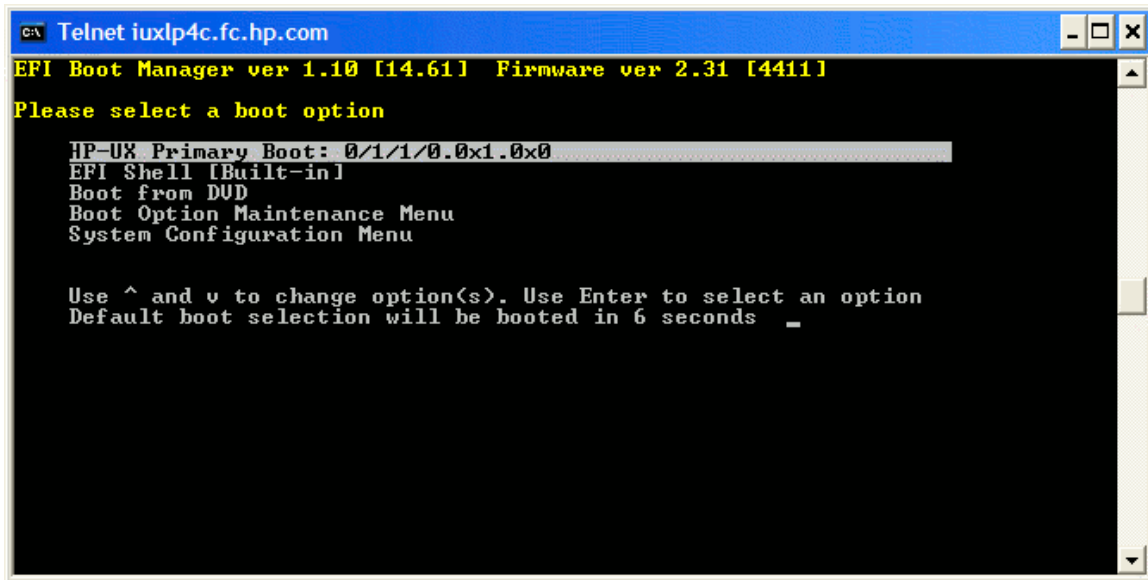 Telnet iuxlp4c.fc.hp.com
EFI Boot Manager ver 1.10 [14.61]  Firmware ver 2.31 [4411]
Please select a boot option
HP-UX Primary Boot: 0/1/1/0.0x1.0x0
EFI Shell [Built-in]
Boot from DVD
Boot Option Maintenance Menu
System Configuration Menu
Use ^ and v to change option(s). Use Enter to select an option
Default boot selection will be booted in 6 seconds  _